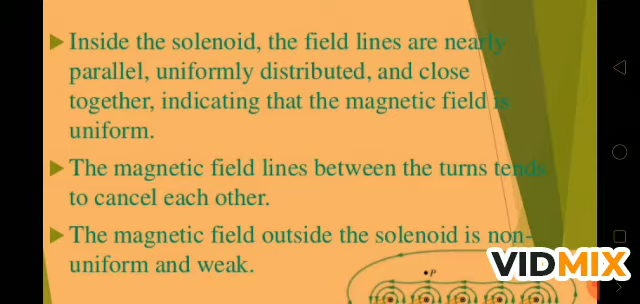 Inside the solenoid, the field lines are nearly
parallel, uniformly distributed, and close
together, indicating that the magnetic field is
uniform.
The magnetic field lines between the turns tends
to cancel each other.
The magnetic field outside the solenoid is non-
uniform and weak.
P
VIDMIX